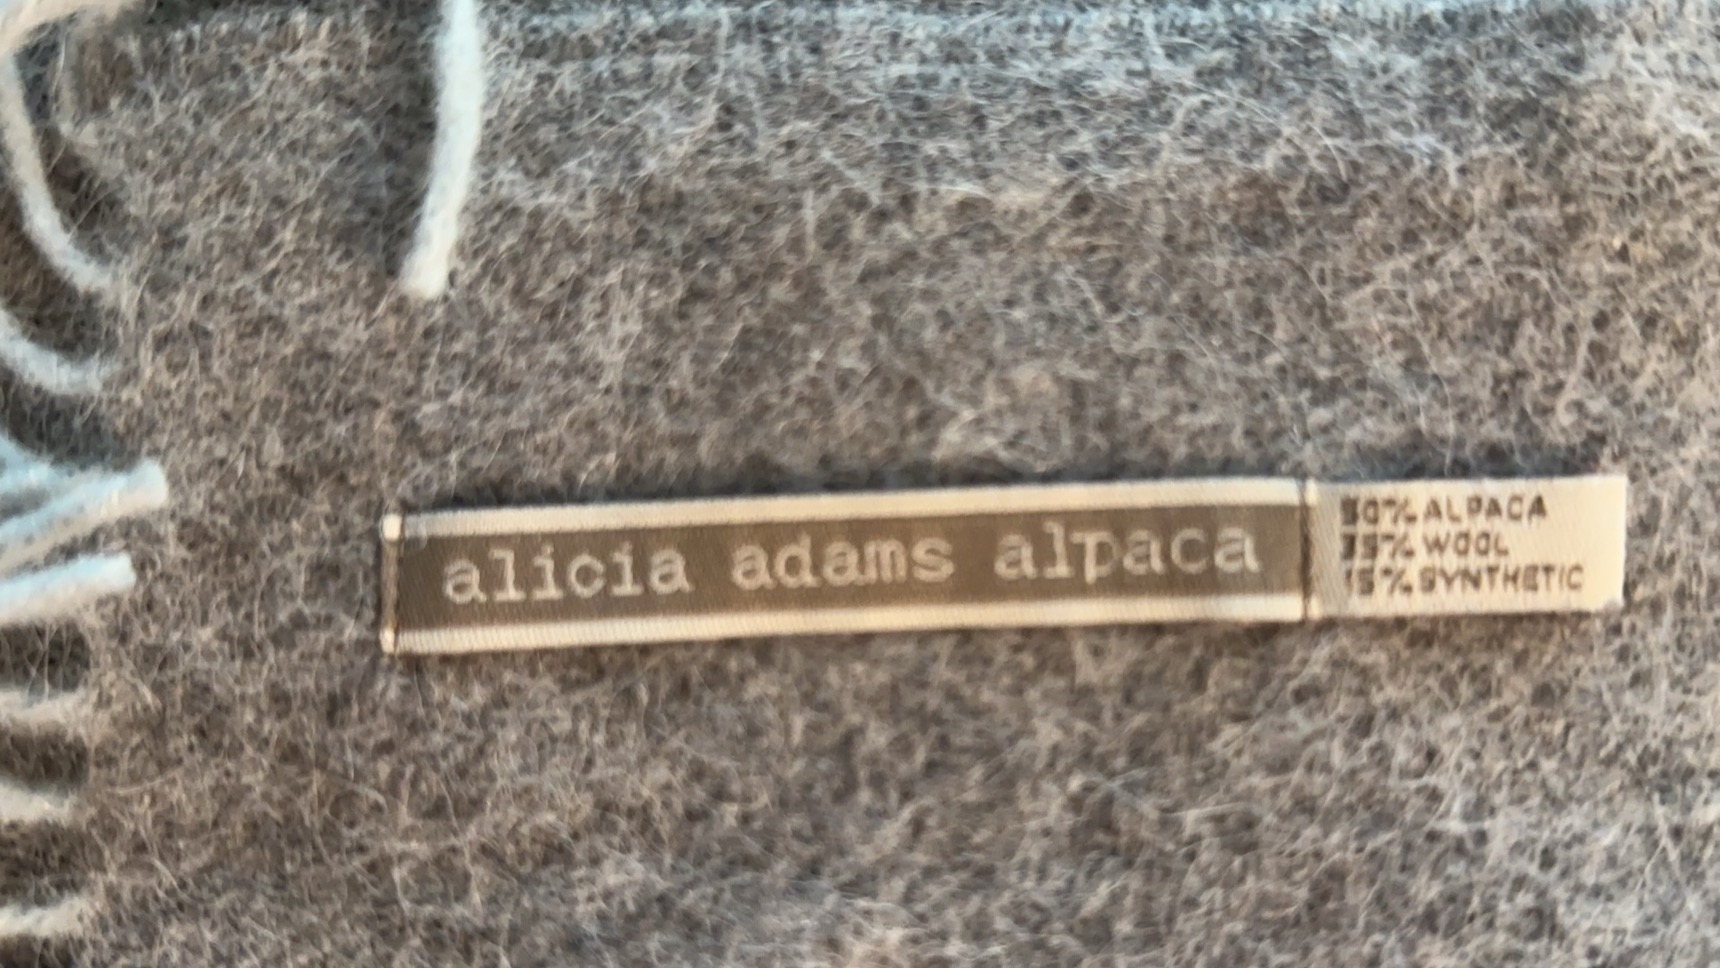 alicia adams alpaca
50% ALPACA
35% WOOL
15% SYNTHETIC